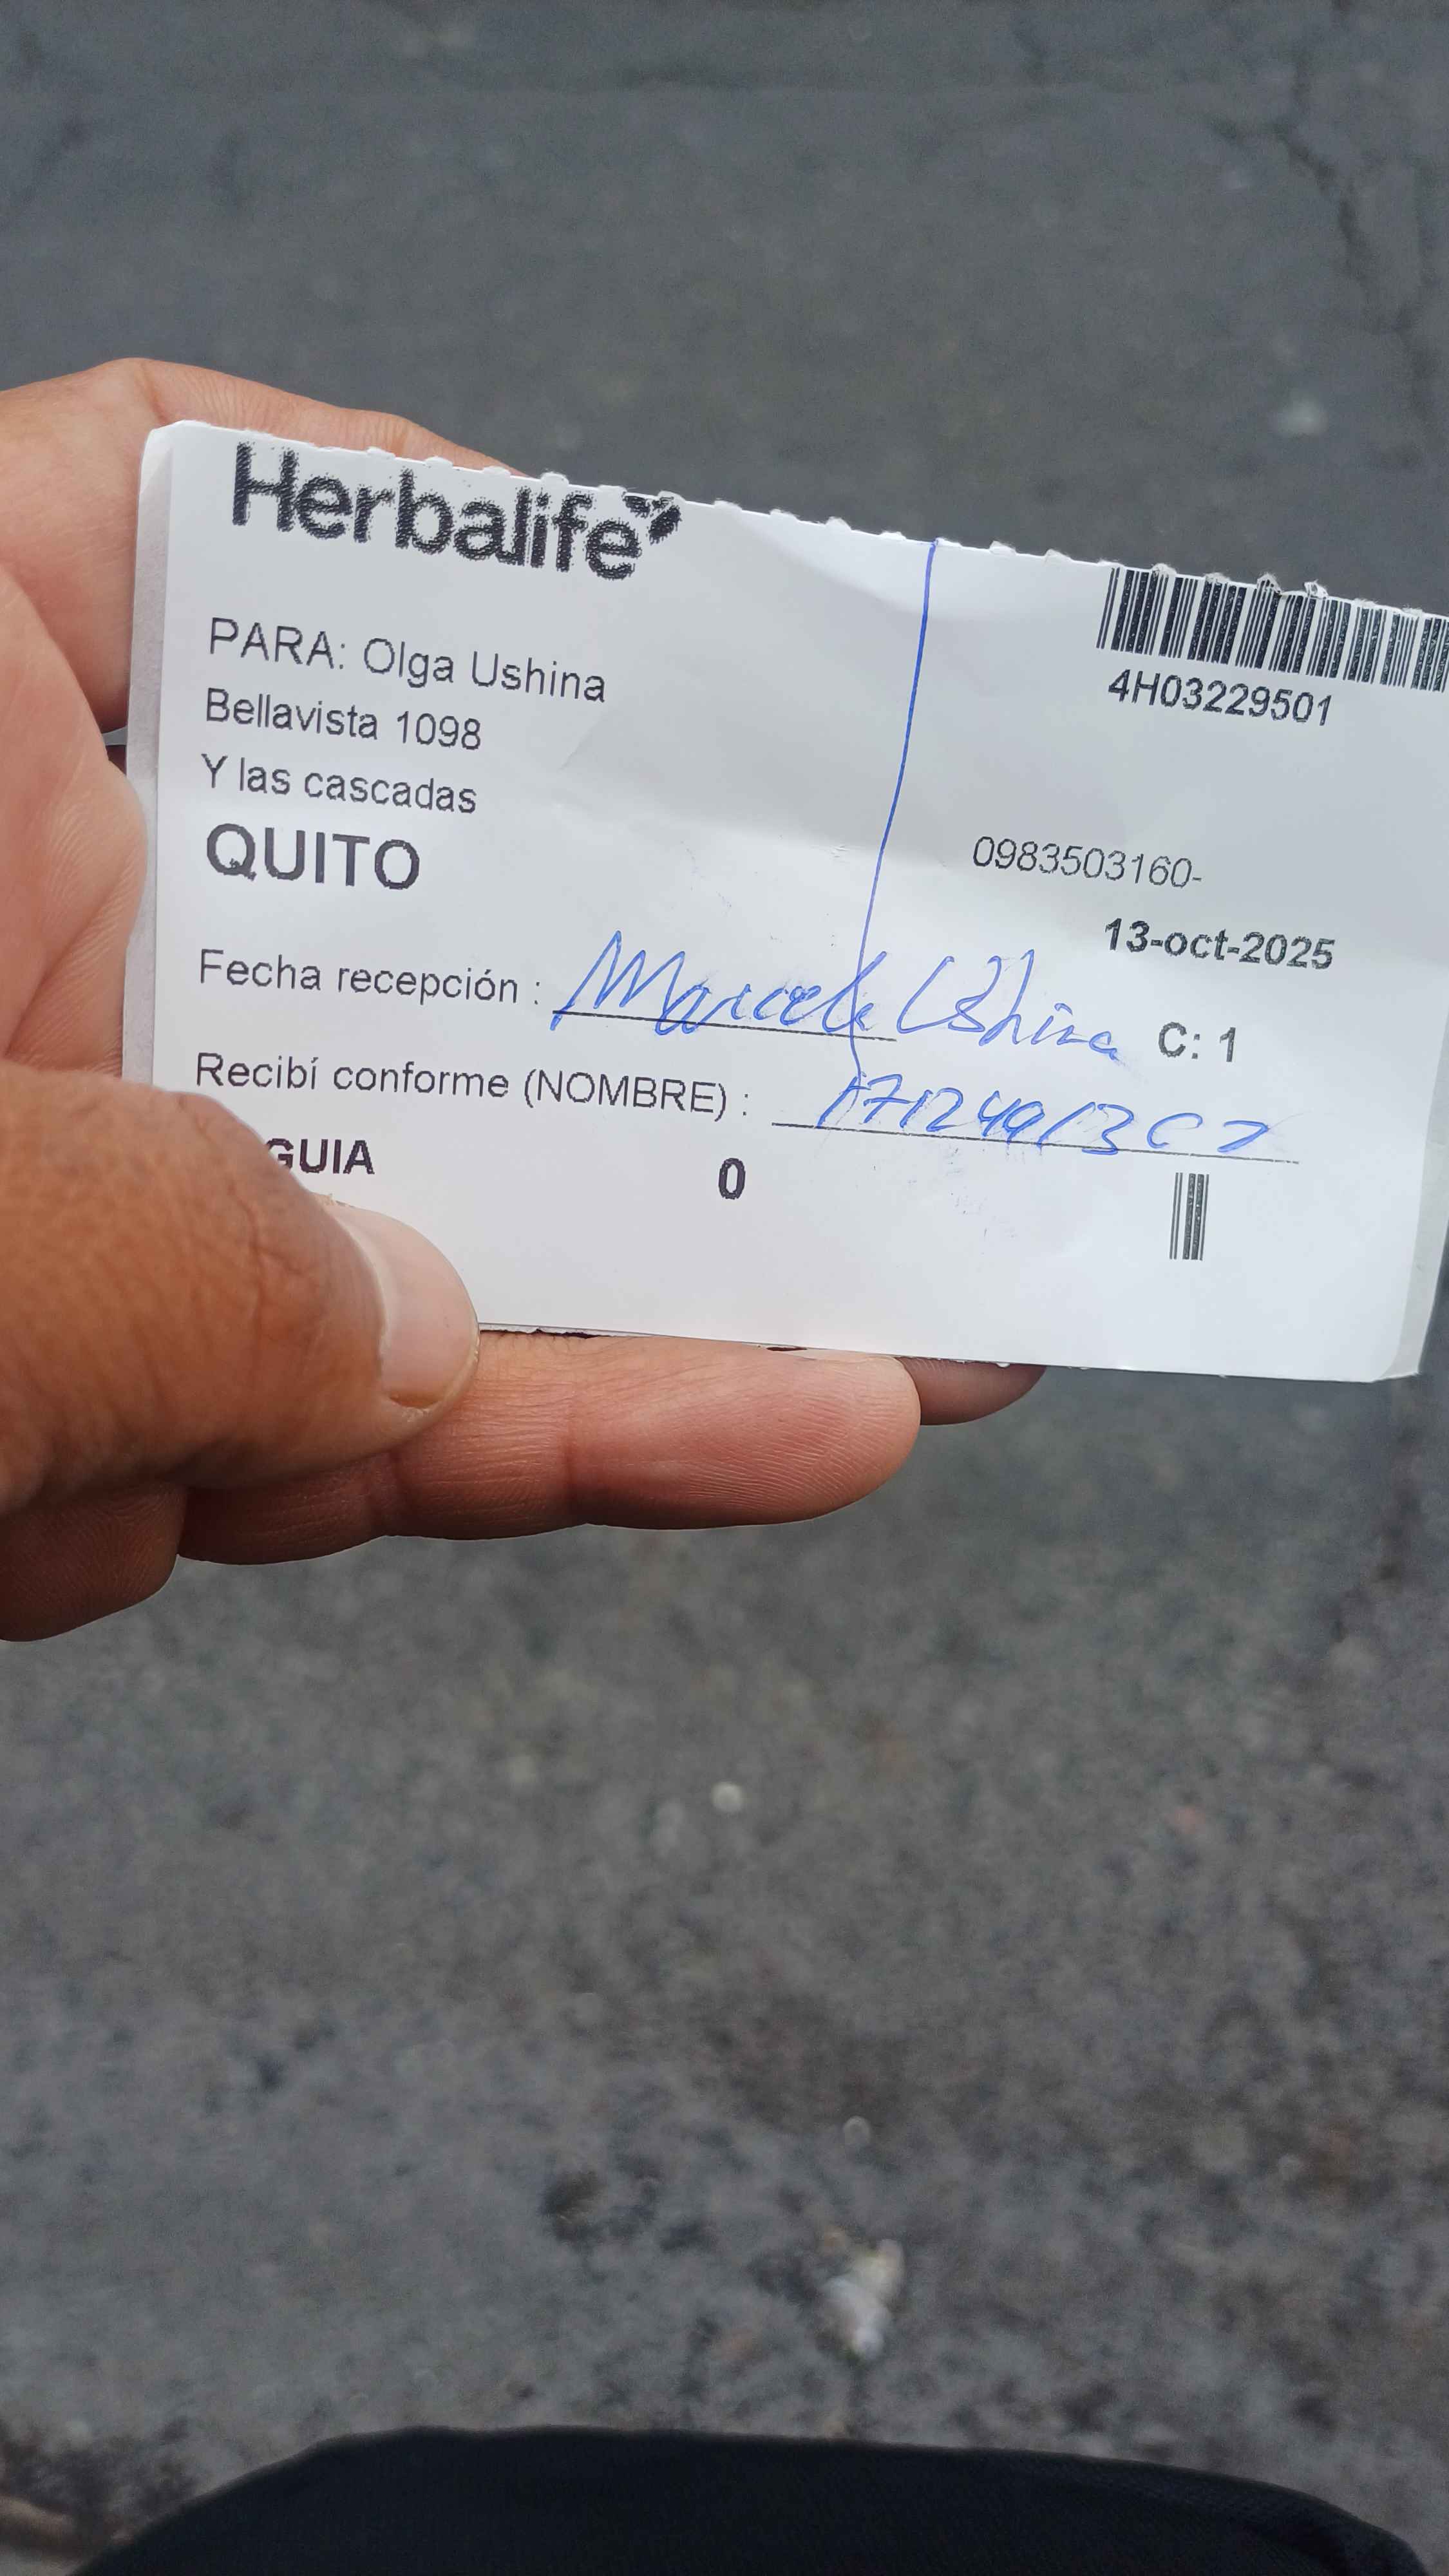 Herbalife
PARA: Olga Ushina
Bellavista 1098
Y las cascadas
QUITO
4H03229501
0983503160-
13-oct-2025
Fecha recepción : Ushina C: 1
Recibí conforme (NOMBRE) :
GUIA 0